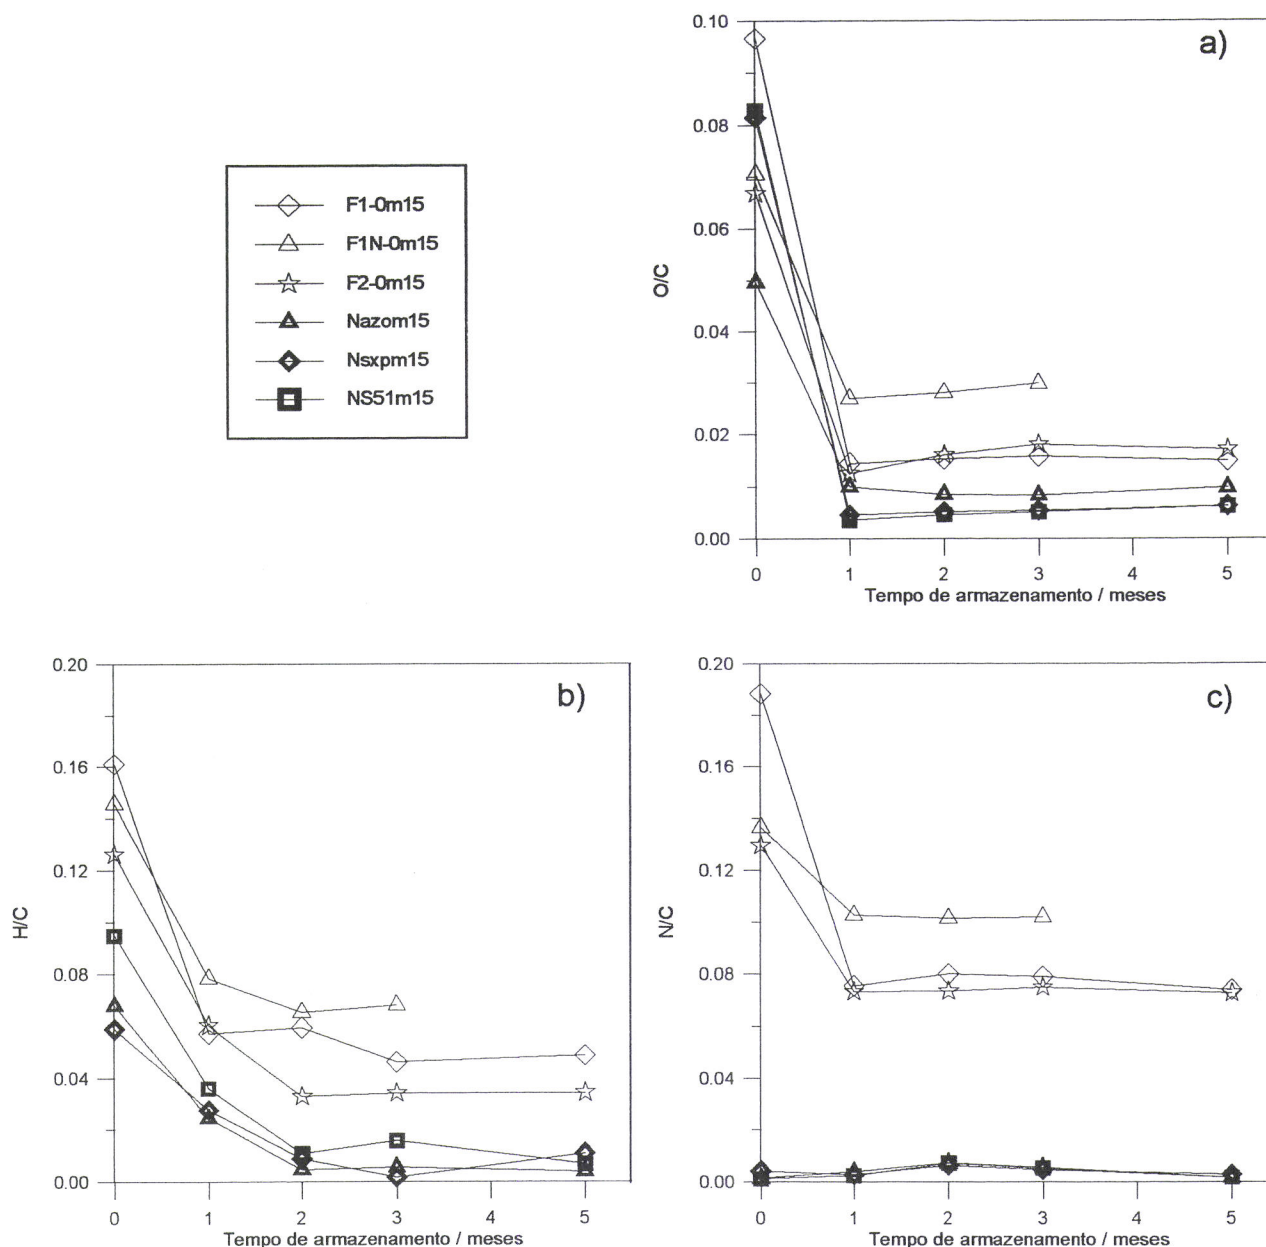 F1-0m15
F1N-0m15
F2-0m15
Nazom15
Nsxpm15
NS51m15
a)
0.10
0.08
0.06
0.04
0.02
0.00
O/C
0 1 2 3 4 5
Tempo de armazenamento / meses
b)
0.20
0.16
0.12
0.08
0.04
0.00
H/C
0 1 2 3 4 5
Tempo de armazenamento / meses
c)
0.20
0.16
0.12
0.08
0.04
0.00
N/C
0 1 2 3 4 5
Tempo de armazenamento / meses